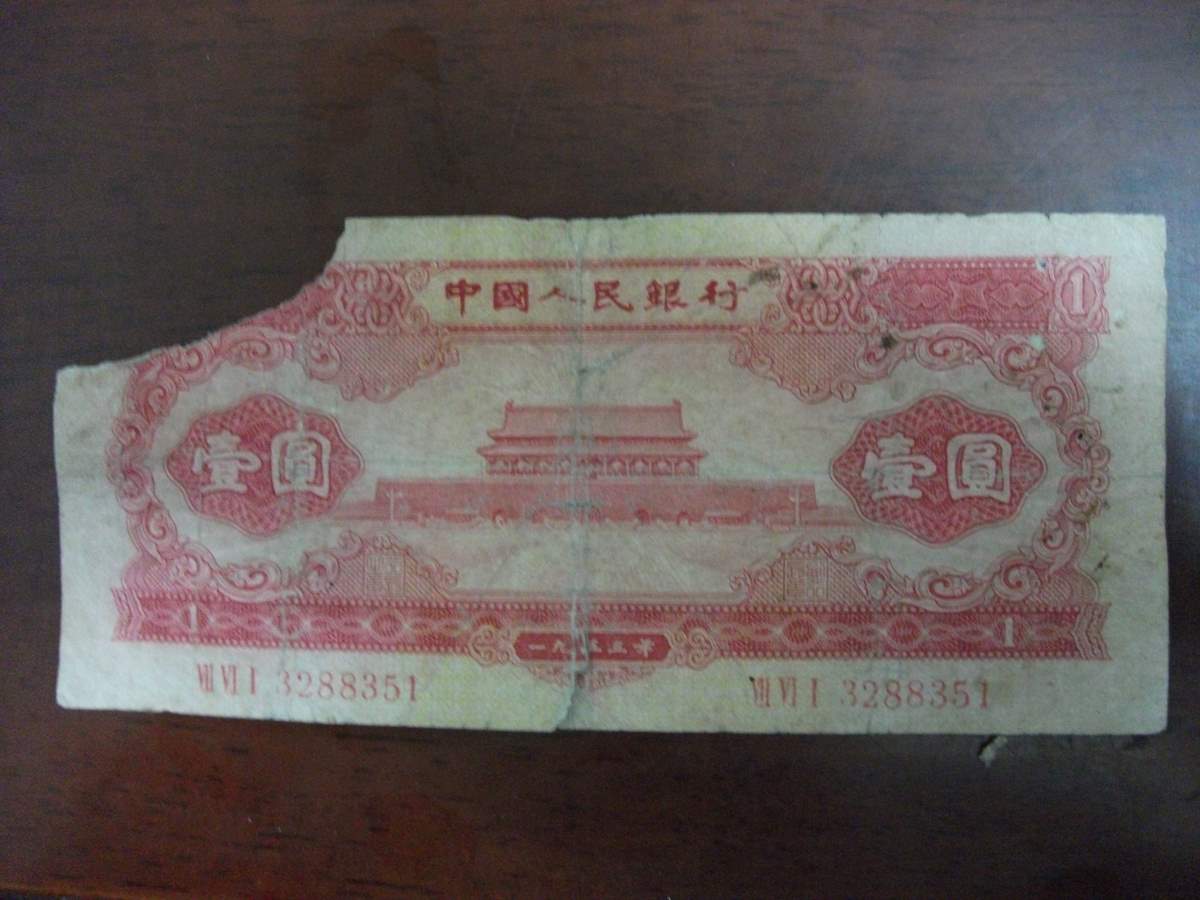 中國人民銀行
1
壹圓 壹圓
1 1
一九五三年
Ⅷ Ⅵ Ⅰ 3288351 Ⅷ Ⅵ Ⅰ 3288351